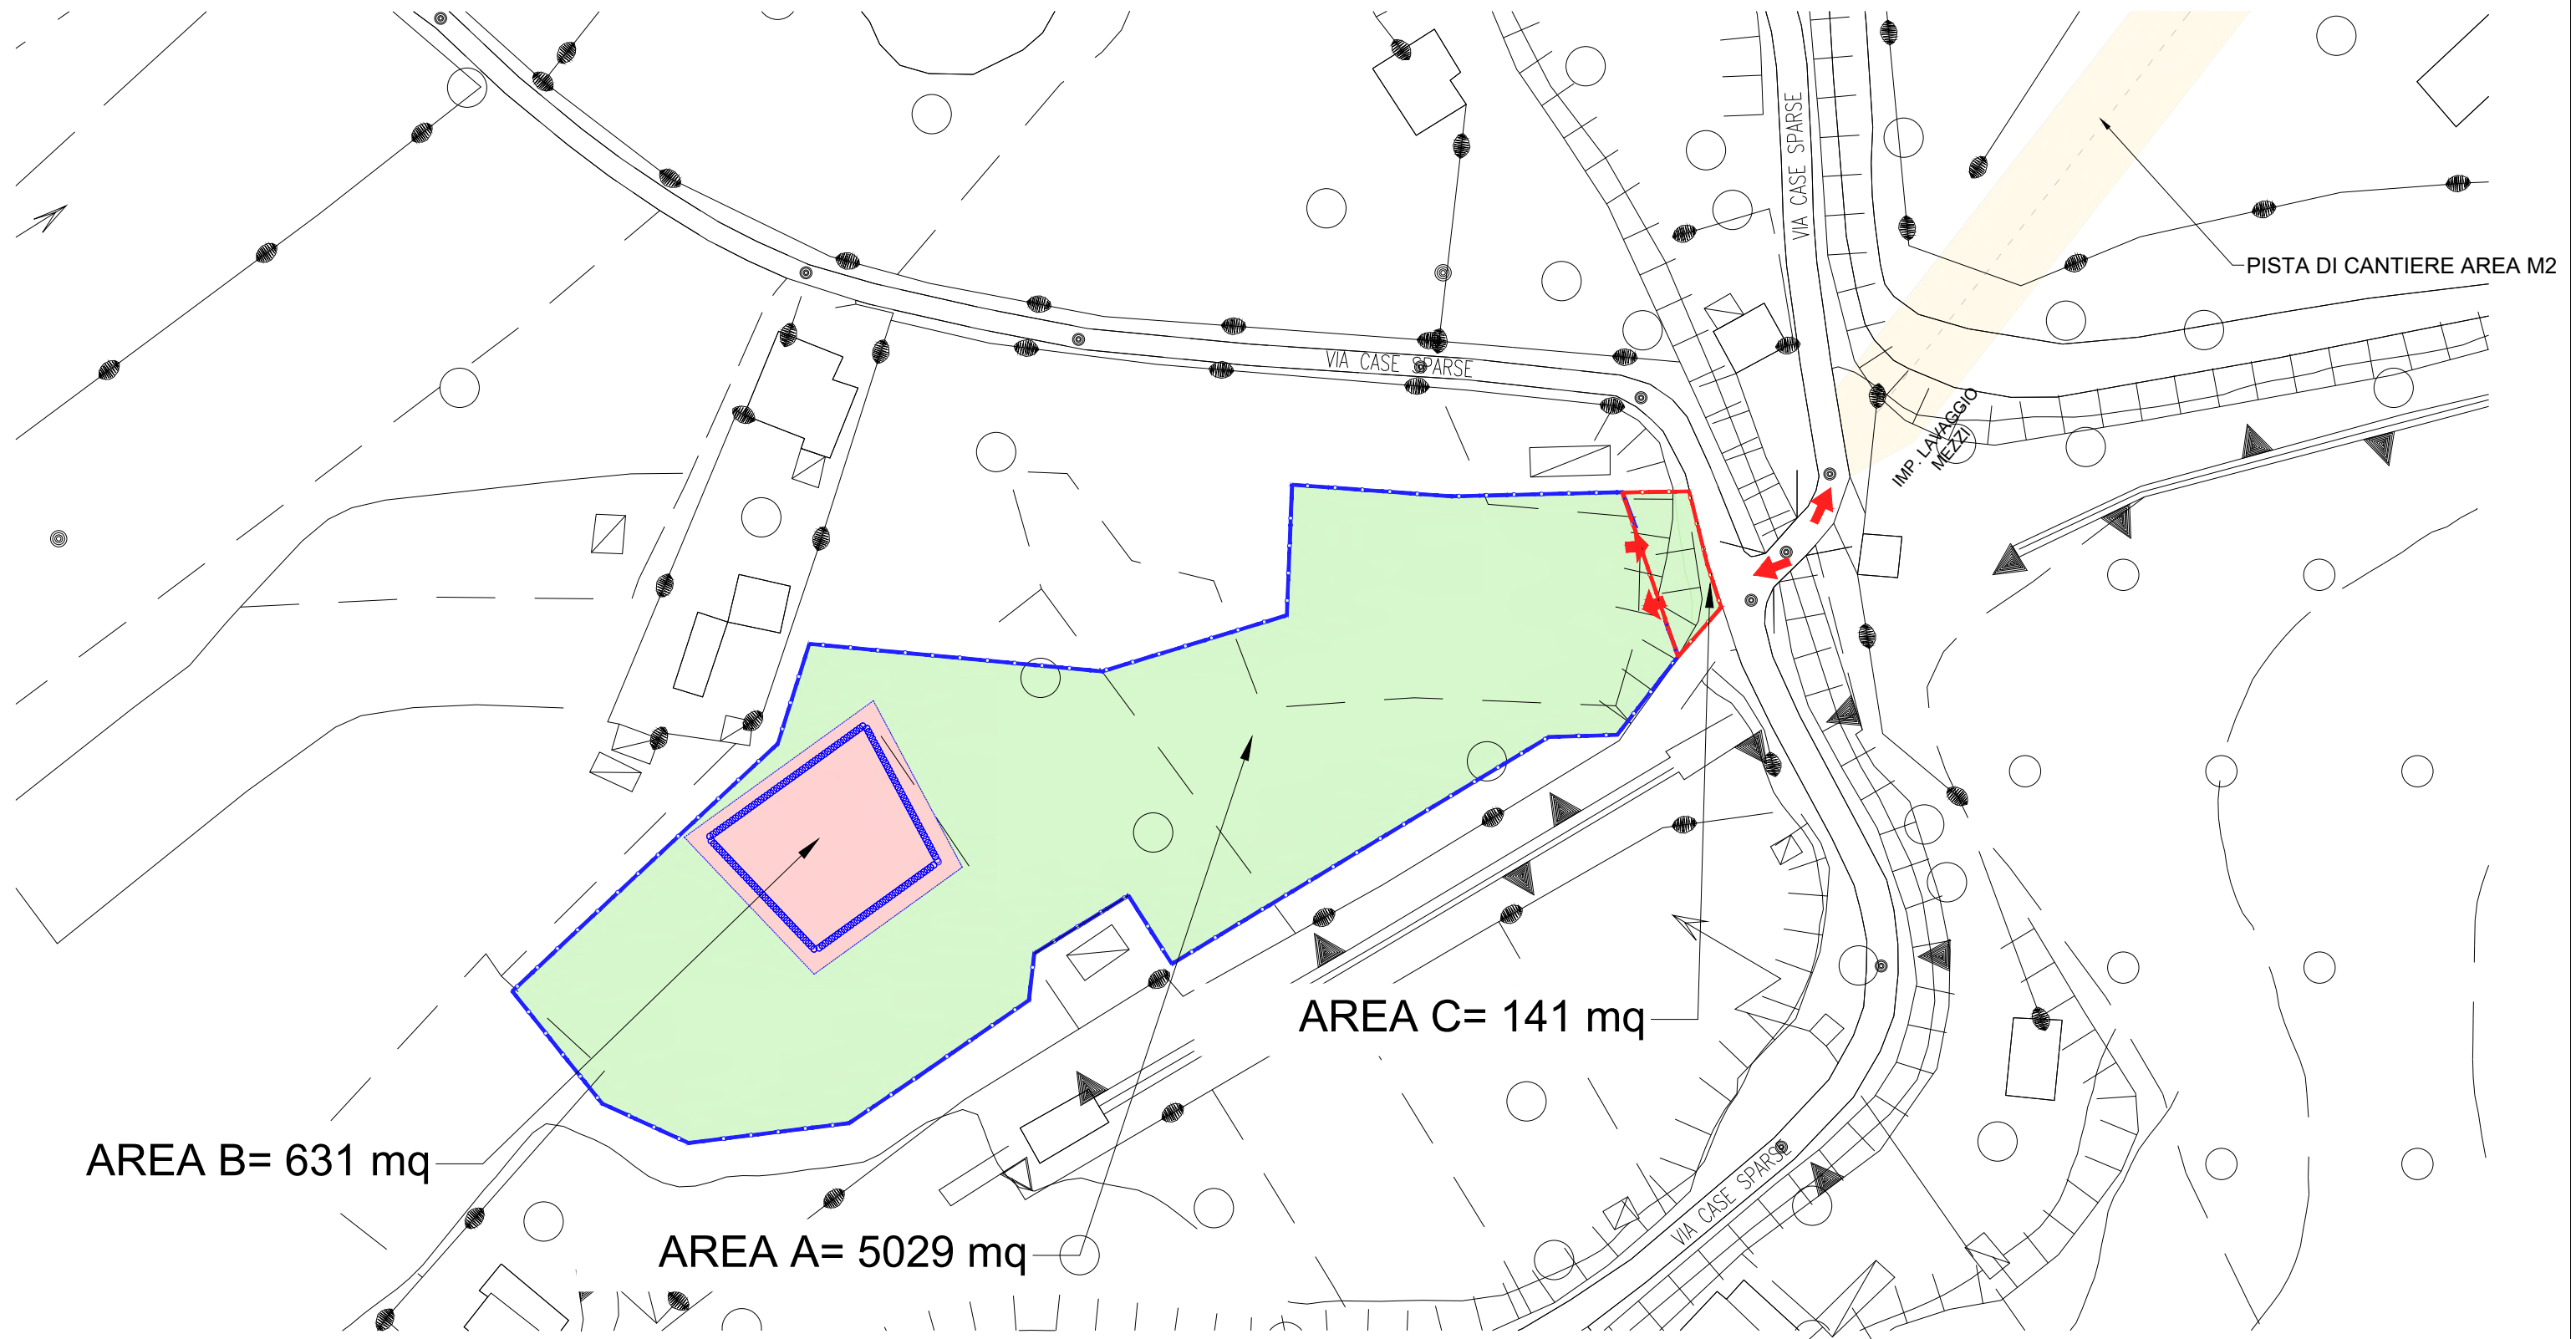 VIA CASE SPARSE
PISTA DI CANTIERE AREA M2
VIA CASE SPARSE
IMP. LAVAGGIO
MEZZI
AREA C= 141 mq
AREA B= 631 mq
VIA CASE SPARSE
AREA A= 5029 mq